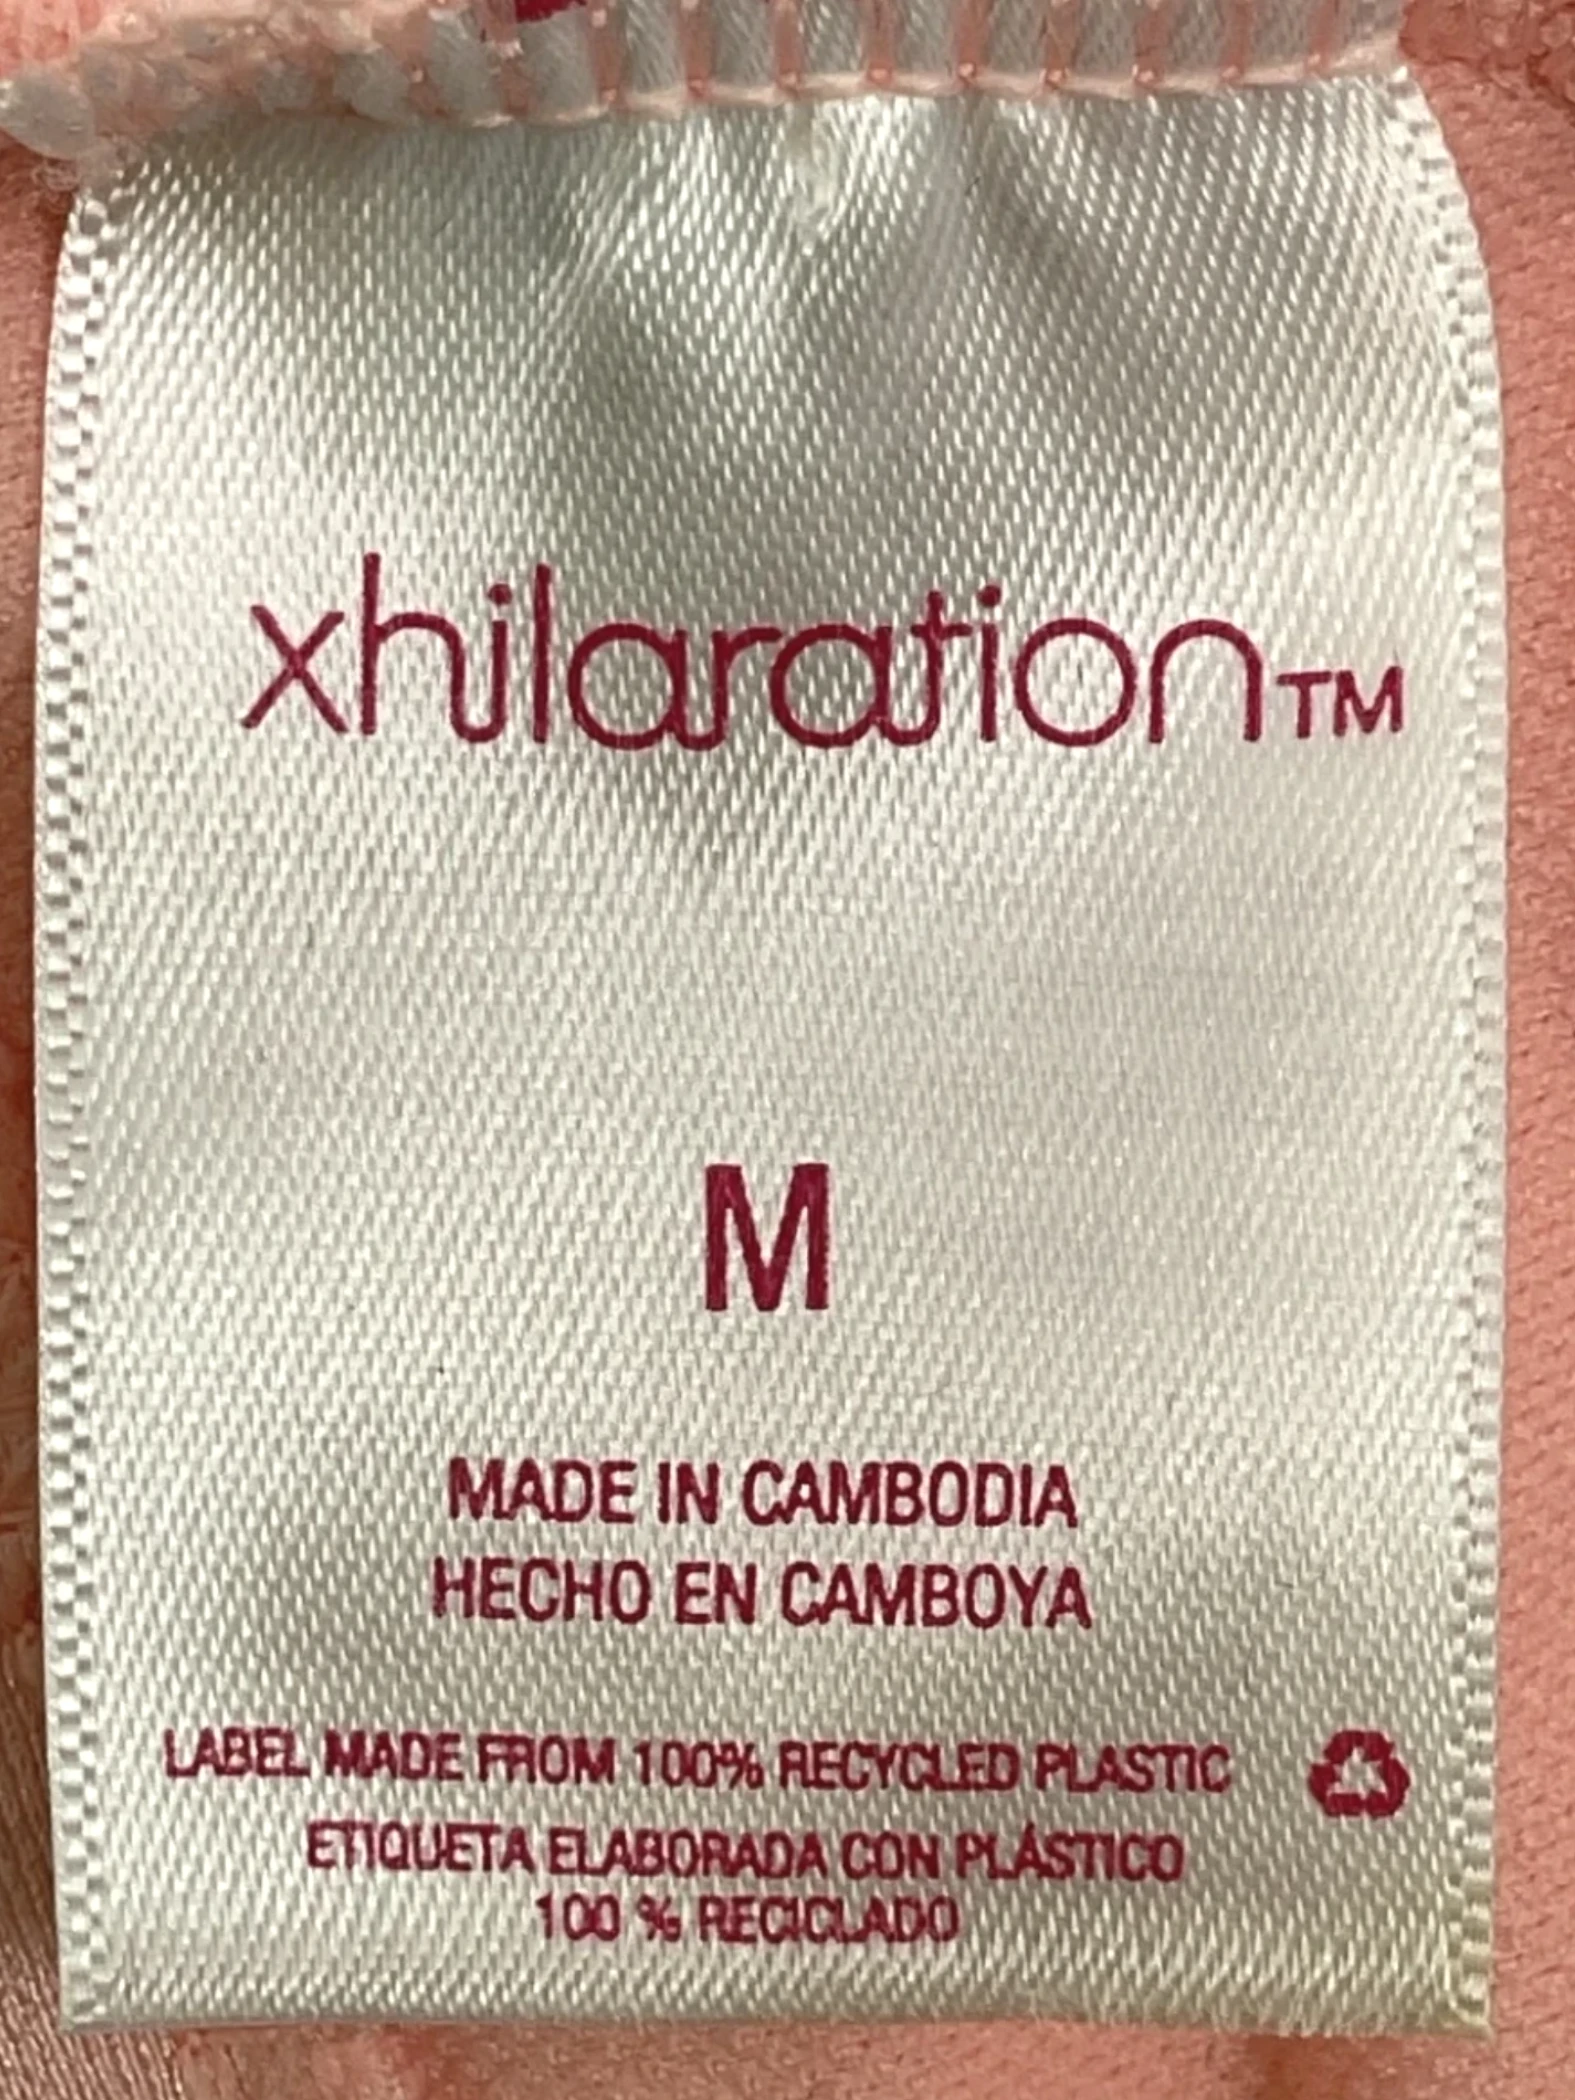 xhilaration™
M
MADE IN CAMBODIA
HECHO EN CAMBOYA
LABEL MADE FROM 100% RECYCLED PLASTIC
ETIQUETA ELABORADA CON PLÁSTICO
100 % RECICLADO